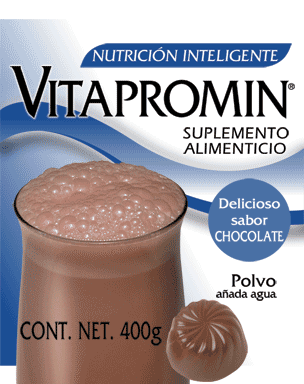 NUTRICIÓN INTELIGENTE
VITAPROMIN®
SUPLEMENTO
ALIMENTICIO
Delicioso
sabor
CHOCOLATE
Polvo
añada agua
CONT. NET. 400g